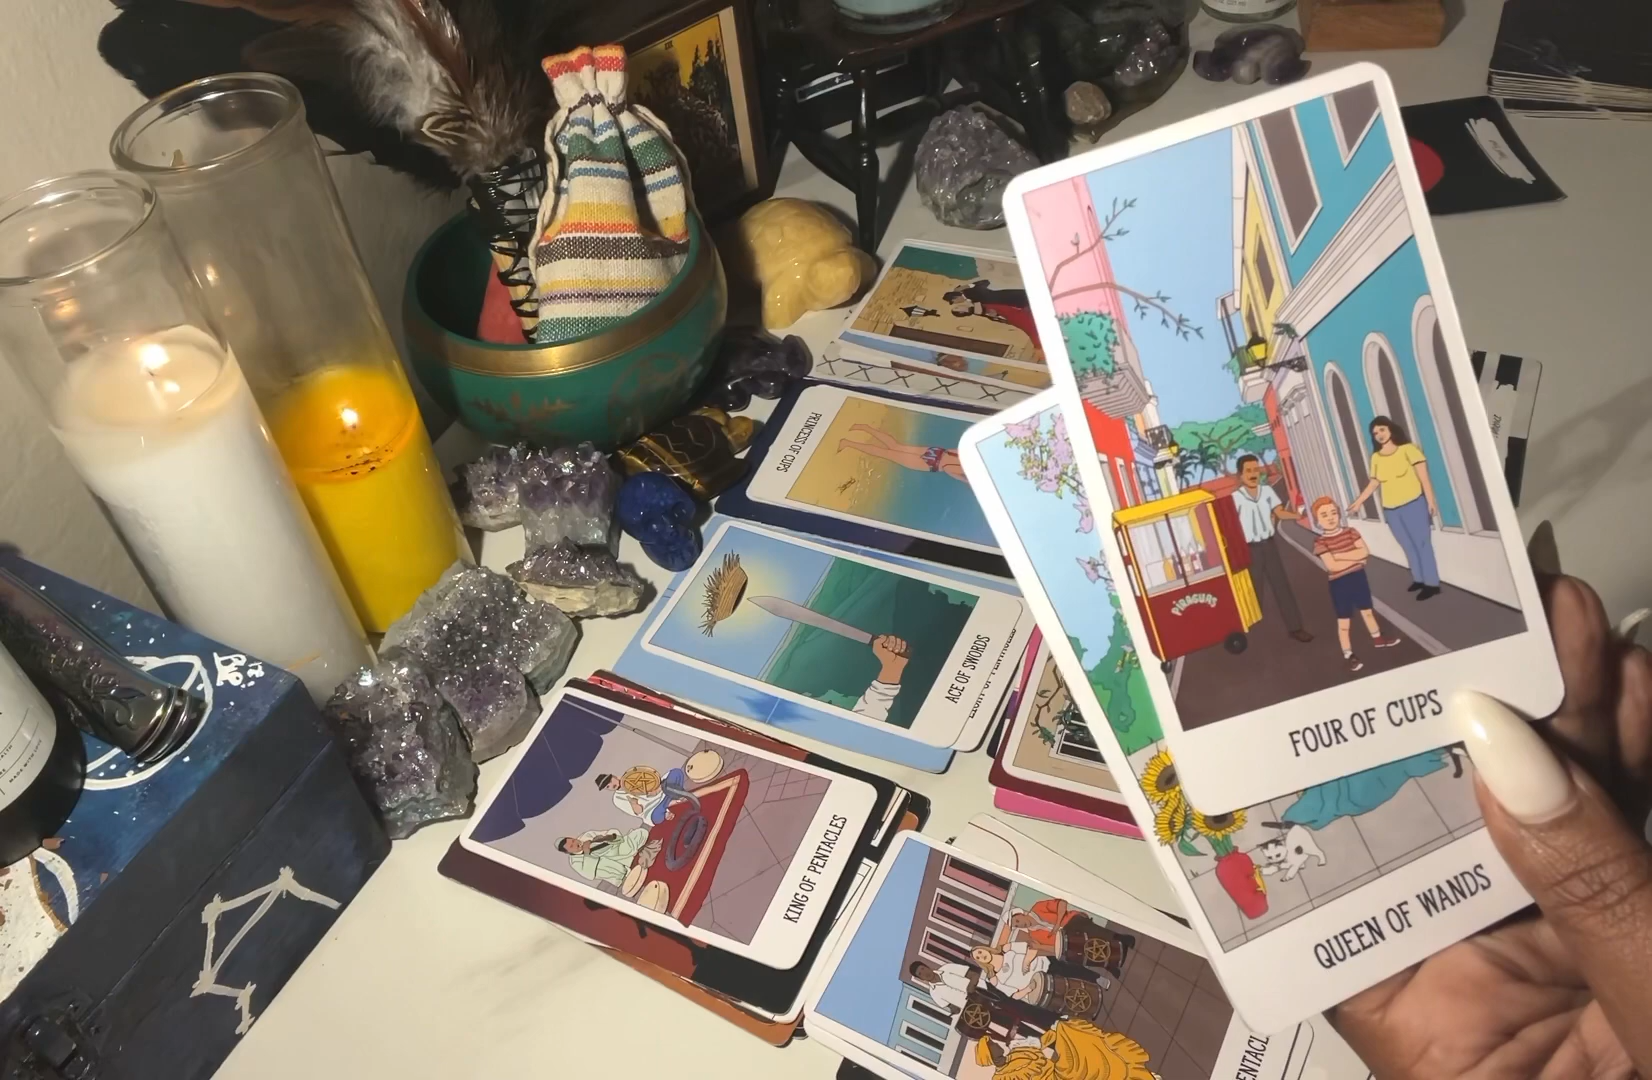 PRINCESS OF CUPS
ACE OF SWORDS
KING OF PENTACLES
PIRAGUAS
FOUR OF CUPS
QUEEN OF WANDS